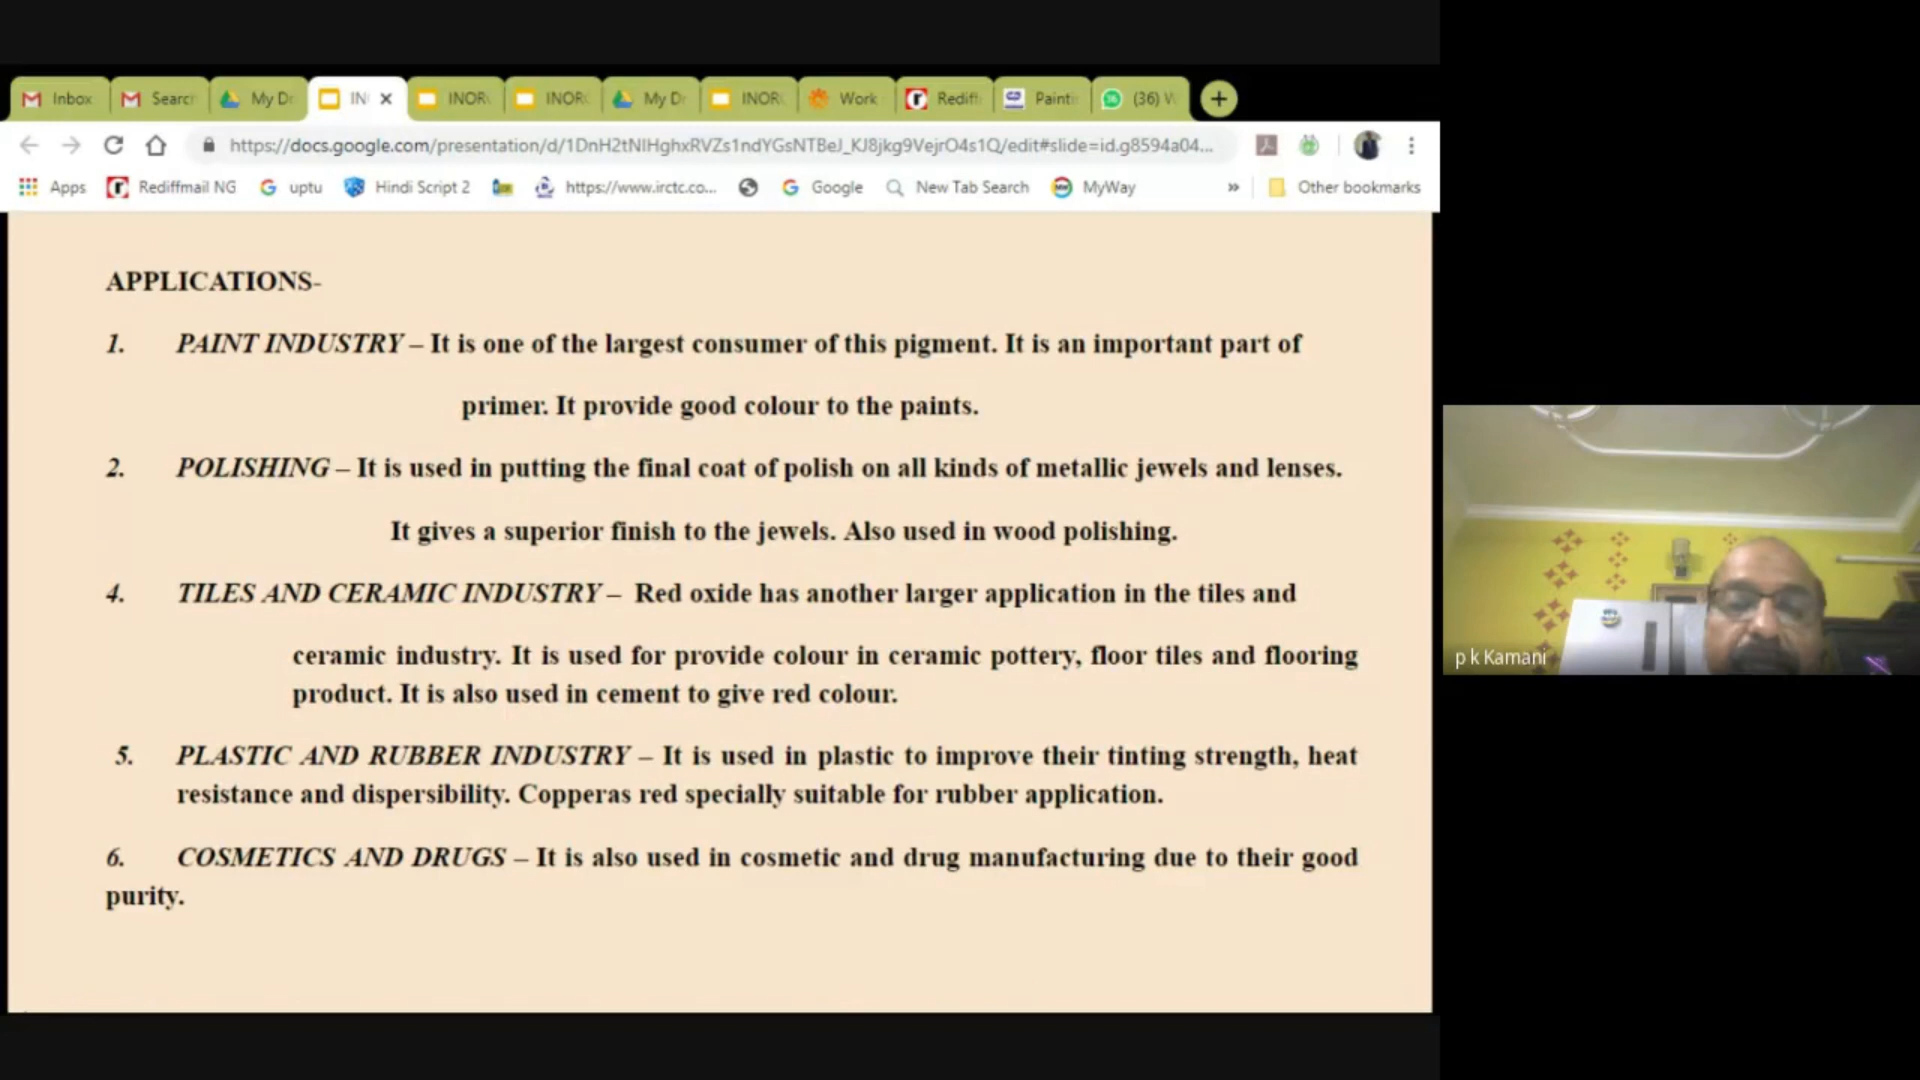 Inbox
Search
My Dr
IN
INOR
INOR
My Dr
INOR
Work
Rediff
Painti
(36) W
https://docs.google.com/presentation/d/1DnH2tNlHghxRVZs1ndYGsNTBeJ_KJ8jkg9VejrO4s1Q/edit#slide=id.g8594a04...
Apps Rediffmail NG uptu Hindi Script 2 https://www.irctc.co... Google New Tab Search MyWay » Other bookmarks
APPLICATIONS-
1. PAINT INDUSTRY – It is one of the largest consumer of this pigment. It is an important part of
primer. It provide good colour to the paints.
2. POLISHING – It is used in putting the final coat of polish on all kinds of metallic jewels and lenses.
It gives a superior finish to the jewels. Also used in wood polishing.
4. TILES AND CERAMIC INDUSTRY – Red oxide has another larger application in the tiles and
ceramic industry. It is used for provide colour in ceramic pottery, floor tiles and flooring
product. It is also used in cement to give red colour.
5. PLASTIC AND RUBBER INDUSTRY – It is used in plastic to improve their tinting strength, heat
resistance and dispersibility. Copperas red specially suitable for rubber application.
6. COSMETICS AND DRUGS – It is also used in cosmetic and drug manufacturing due to their good
purity.
p k Kamani